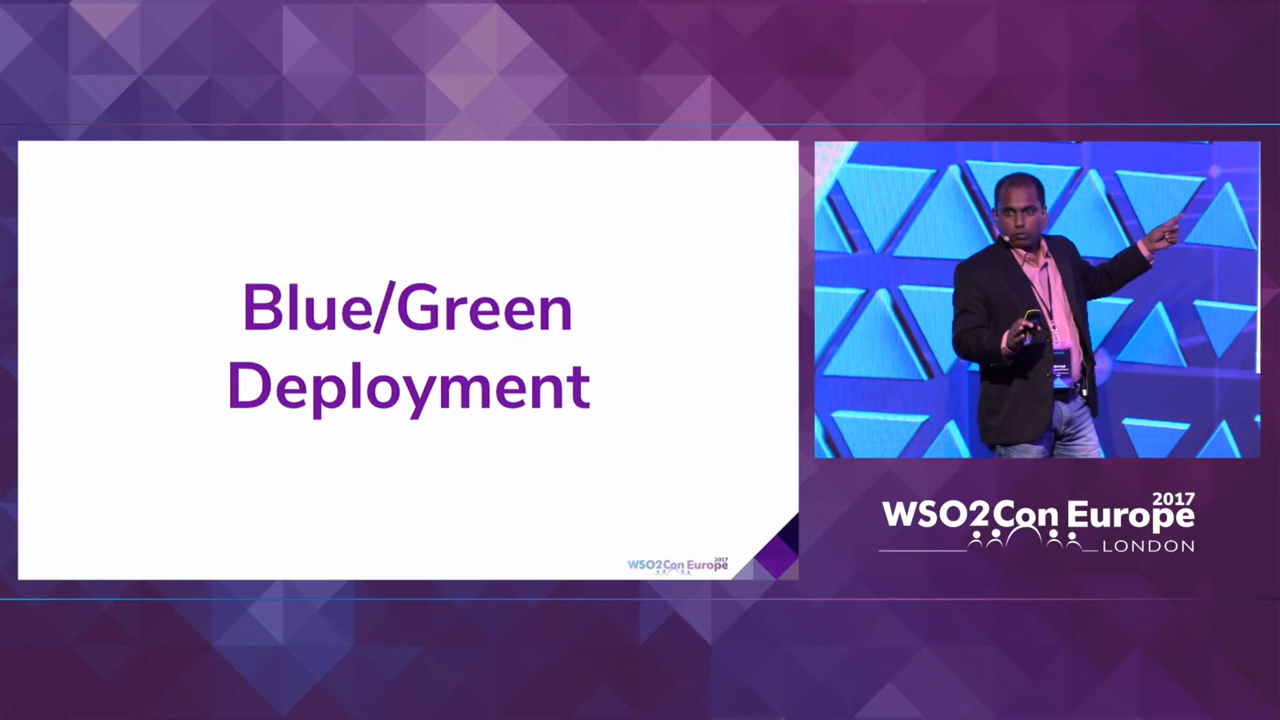 Blue/Green
Deployment
WSO2Con Europe 2017
WSO2Con Europe 2017
LONDON